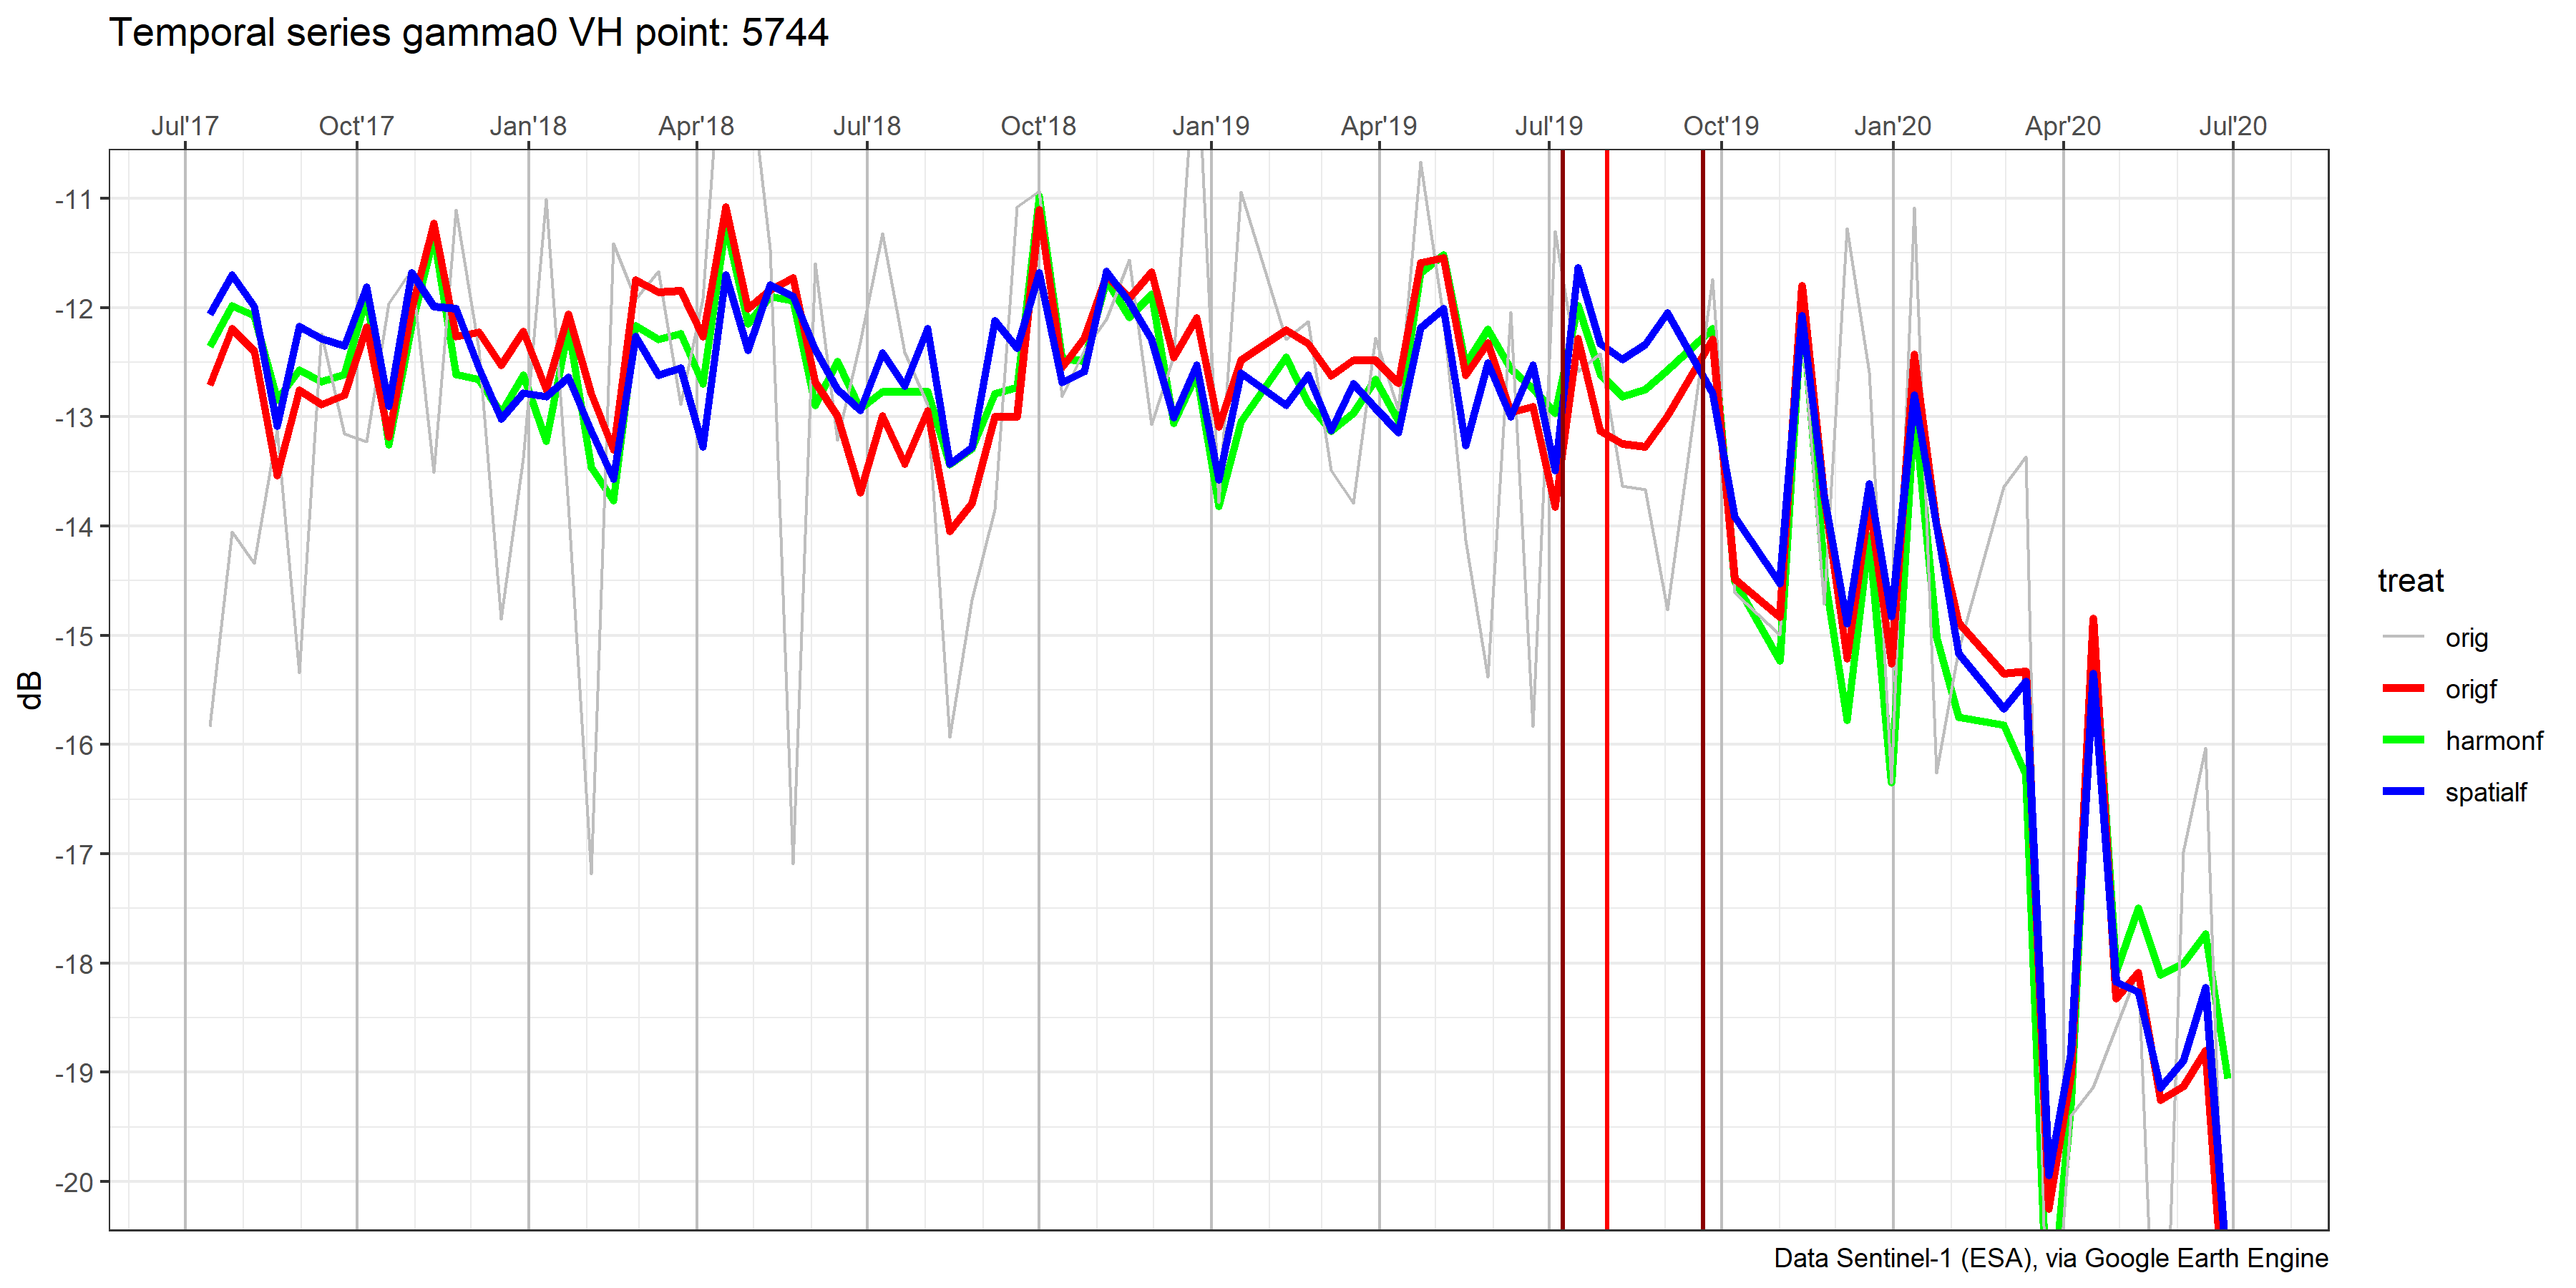 Temporal series gamma0 VH point: 5744
Jul'17 Oct'17 Jan'18 Apr'18 Jul'18 Oct'18 Jan'19 Apr'19 Jul'19 Oct'19 Jan'20 Apr'20 Jul'20
-11
-12
-13
-14
-15
-16
-17
-18
-19
-20
dB
treat
orig
origf
harmonf
spatialf
Data Sentinel-1 (ESA), via Google Earth Engine